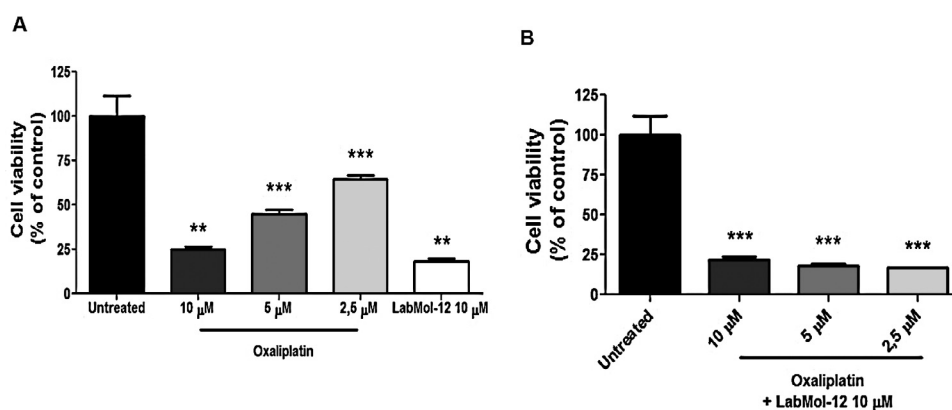 A
Cell viability
(% of control)
125
100
75
50
25
0
**
***
***
**
Untreated
10 µM
5 µM
2,5 µM
LabMol-12 10 µM
Oxaliplatin
B
Cell viability
(% of control)
125
100
75
50
25
0
***
***
***
Untreated
10 µM
5 µM
2,5 µM
Oxaliplatin
+ LabMol-12 10 µM